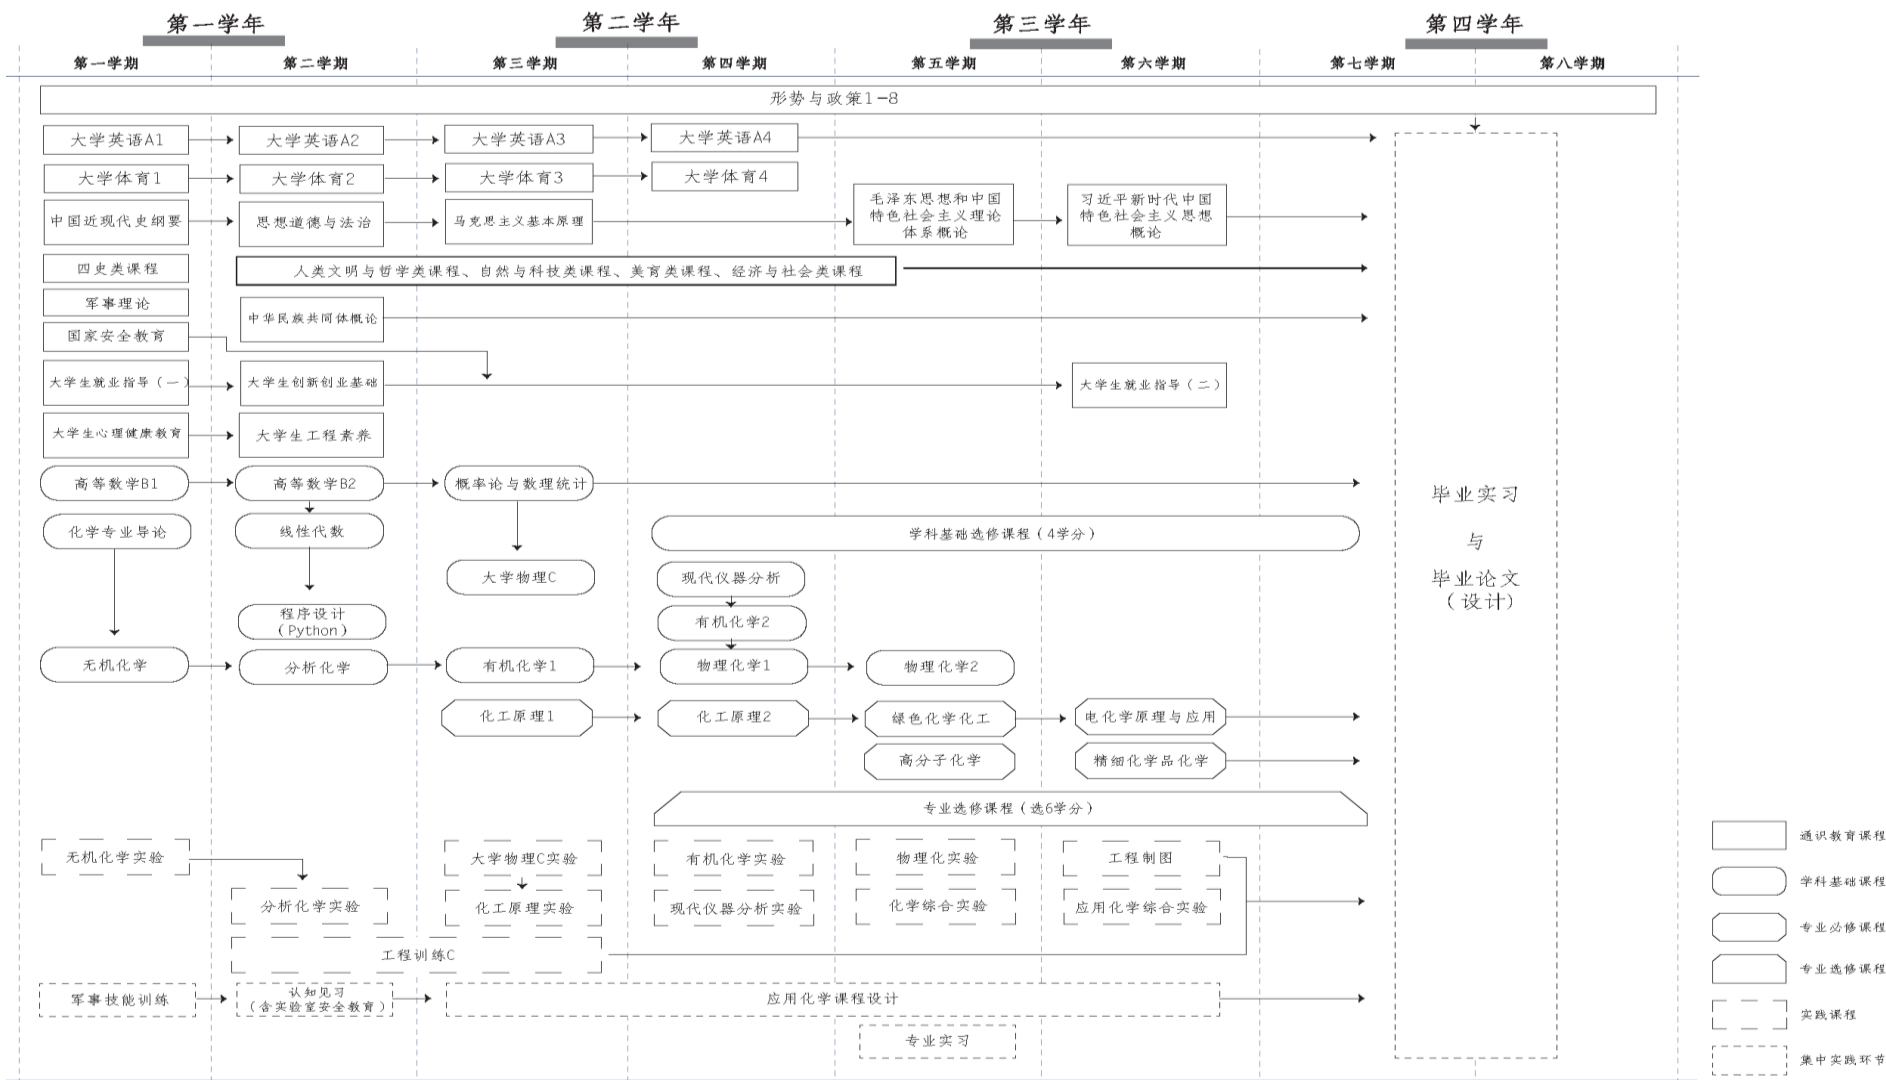 第一学年
第二学年
第三学年
第四学年
第一学期
第二学期
第三学期
第四学期
第五学期
第六学期
第七学期
第八学期
形势与政策1-8
大学英语A1
大学英语A2
大学英语A3
大学英语A4
大学体育1
大学体育2
大学体育3
大学体育4
中国近现代史纲要
思想道德与法治
马克思主义基本原理
毛泽东思想和中国
特色社会主义理论
体系概论
习近平新时代中国
特色社会主义思想
概论
四史类课程
人类文明与哲学类课程、自然与科技类课程、美育类课程、经济与社会类课程
军事理论
中华民族共同体概论
国家安全教育
大学生就业指导（一）
大学生创新创业基础
大学生就业指导（二）
大学生心理健康教育
大学生工程素养
高等数学B1
高等数学B2
概率论与数理统计
化学专业导论
线性代数
学科基础选修课程（4学分）
大学物理C
现代仪器分析
程序设计
（Python）
有机化学2
无机化学
分析化学
有机化学1
物理化学1
物理化学2
化工原理1
化工原理2
绿色化学化工
电化学原理与应用
高分子化学
精细化学品化学
专业选修课程（选6学分）
无机化学实验
大学物理C实验
有机化学实验
物理化实验
工程制图
分析化学实验
化工原理实验
现代仪器分析实验
化学综合实验
应用化学综合实验
工程训练C
军事技能训练
认知见习
（含实验室安全教育）
应用化学课程设计
专业实习
毕业实习
与
毕业论文
（设计）
通识教育课程
学科基础课程
专业必修课程
专业选修课程
实践课程
集中实践环节